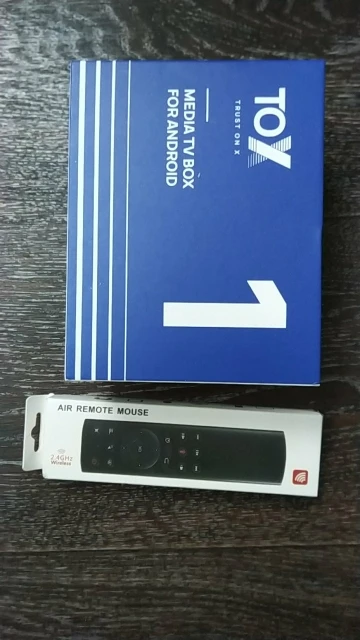 TOX
TRUST ON X
MEDIA TV BOX
FOR ANDROID
1
AIR REMOTE MOUSE
2.4GHz
Wireless